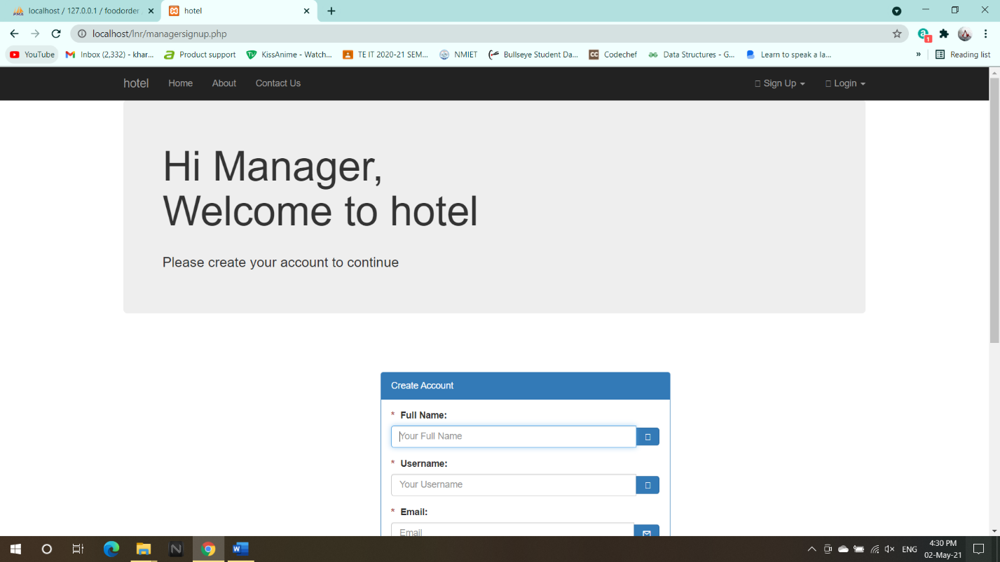 localhost / 127.0.0.1 / foodorder
hotel
localhost/lnr/managersignup.php
YouTube
Inbox (2,332) - khar...
Product support
KissAnime - Watch...
TE IT 2020-21 SEM...
NMIET
Bullseye Student Da...
CC Codechef
Data Structures - G...
Learn to speak a la...
»
Reading list
hotel Home About Contact Us Sign Up Login
Hi Manager,
Welcome to hotel
Please create your account to continue
Create Account
* Full Name:
Your Full Name
* Username:
Your Username
* Email:
Email
ENG
4:30 PM
02-May-21